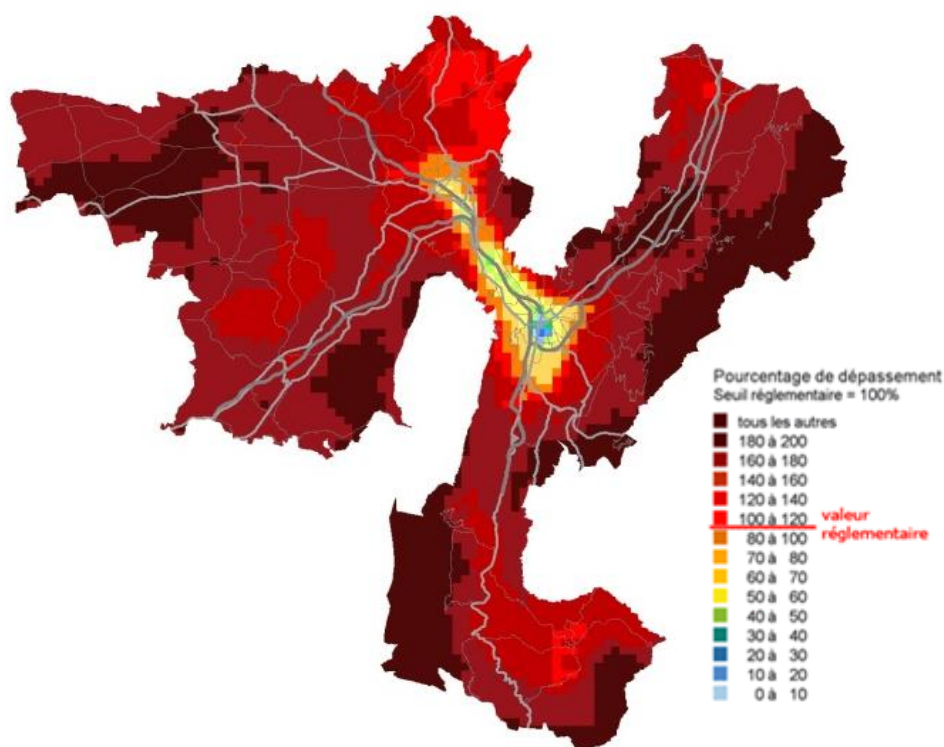 Pourcentage de dépassement
Seuil réglementaire = 100%
tous les autres
180 à 200
160 à 180
140 à 160
120 à 140
100 à 120
80 à 100
70 à 80
60 à 70
50 à 60
40 à 50
30 à 40
20 à 30
10 à 20
0 à 10
valeur
réglementaire